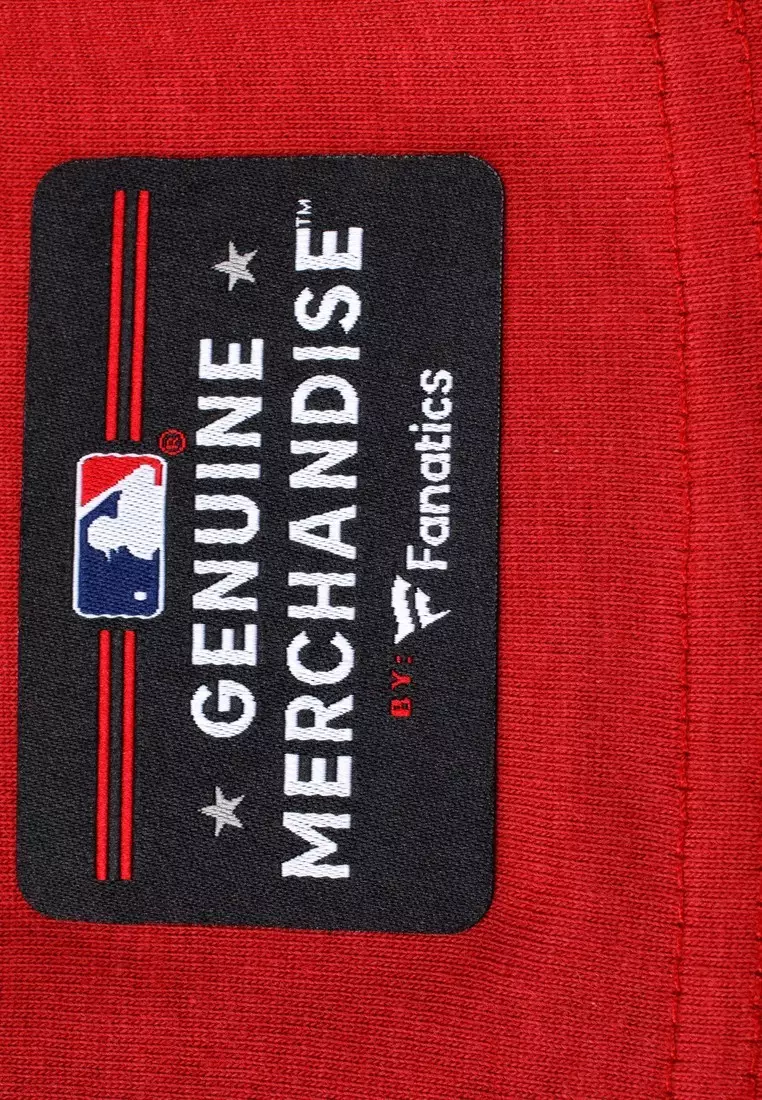 ®
GENUINE
MERCHANDISE™
BY: Fanatics